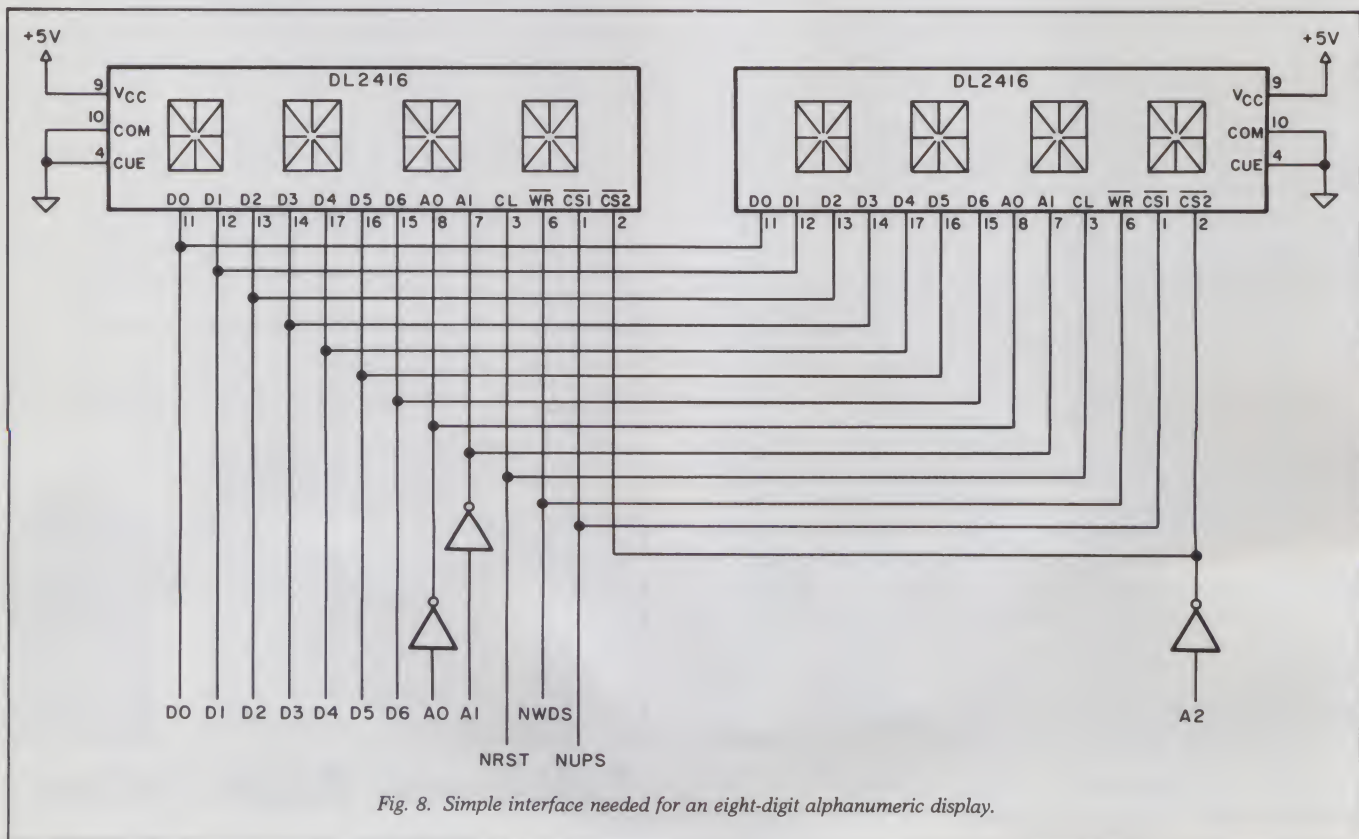 +5V
+5V
DL2416
DL2416
9 VCC
10 COM
4 CUE
VCC 9
COM 10
CUE 4
D0 D1 D2 D3 D4 D5 D6 A0 A1 CL WR CS1 CS2
11 12 13 14 17 16 15 8 7 3 6 1 2
D0 D1 D2 D3 D4 D5 D6 A0 A1 CL WR CS1 CS2
11 12 13 14 17 16 15 8 7 3 6 1 2
D0 D1 D2 D3 D4 D5 D6 A0 A1 NWDS
A2
NRST NUPS
Fig. 8. Simple interface needed for an eight-digit alphanumeric display.